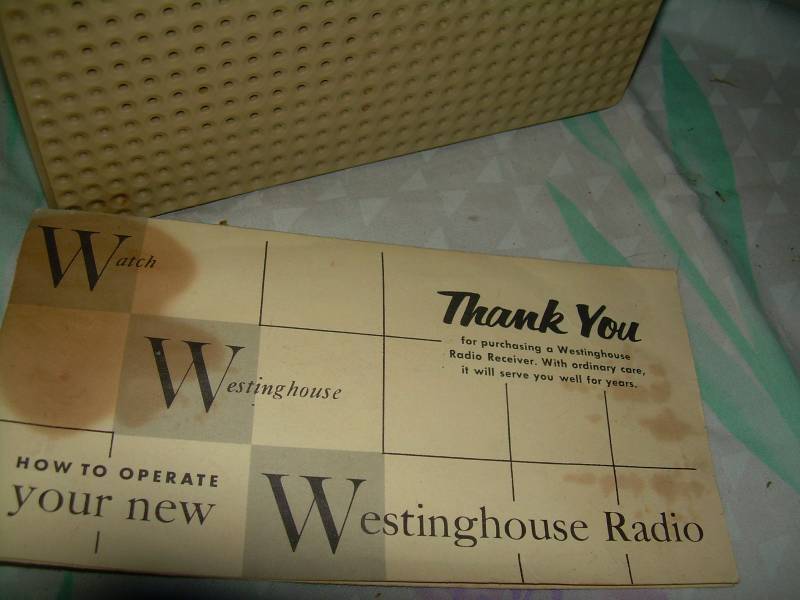 Watch
Westinghouse
Thank You
for purchasing a Westinghouse
Radio Receiver. With ordinary care,
it will serve you well for years.
HOW TO OPERATE
your new
Westinghouse Radio